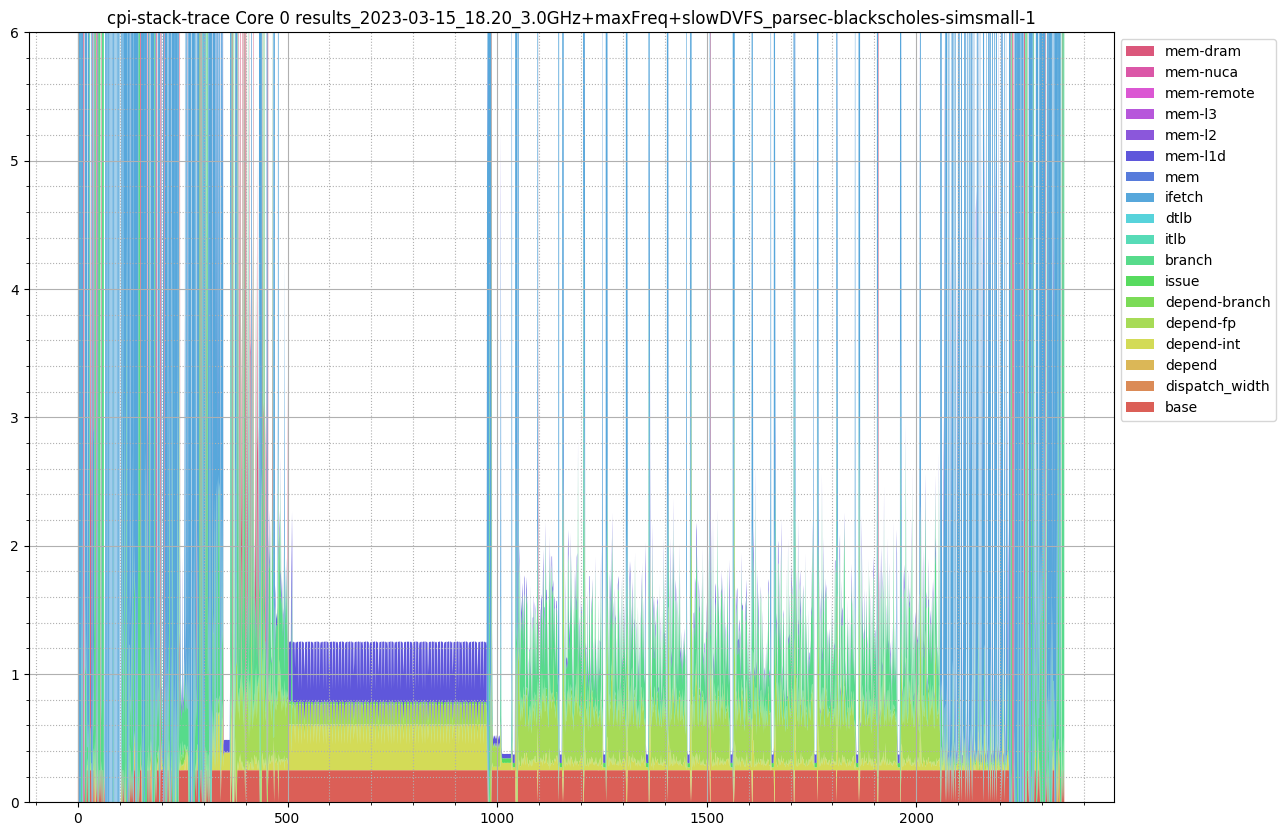 cpi-stack-trace Core 0 results_2023-03-15_18.20_3.0GHz+maxFreq+slowDVFS_parsec-blackscholes-simsmall-1
6
5
4
3
2
1
0
0
500
1000
1500
2000
mem-dram
mem-nuca
mem-remote
mem-l3
mem-l2
mem-l1d
mem
ifetch
dtlb
itlb
branch
issue
depend-branch
depend-fp
depend-int
depend
dispatch_width
base